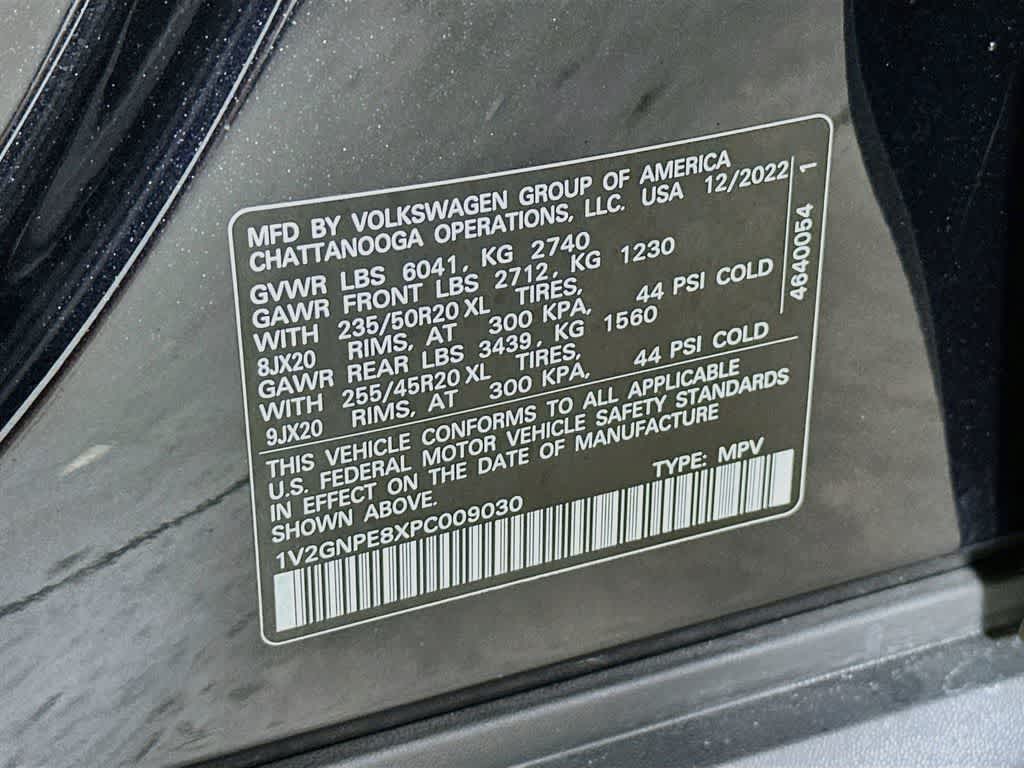 MFD BY VOLKSWAGEN GROUP OF AMERICA
CHATTANOOGA OPERATIONS, LLC. USA 12/2022
GVWR LBS 6041, KG 2740
GAWR FRONT LBS 2712, KG 1230
WITH 235/50R20 XL TIRES,
8JX20 RIMS, AT 300 KPA, 44 PSI COLD
GAWR REAR LBS 3439, KG 1560
WITH 255/45R20 XL TIRES,
9JX20 RIMS, AT 300 KPA, 44 PSI COLD
THIS VEHICLE CONFORMS TO ALL APPLICABLE
U.S. FEDERAL MOTOR VEHICLE SAFETY STANDARDS
IN EFFECT ON THE DATE OF MANUFACTURE
SHOWN ABOVE. TYPE: MPV
1V2GNPE8XPC009030
4640054 1